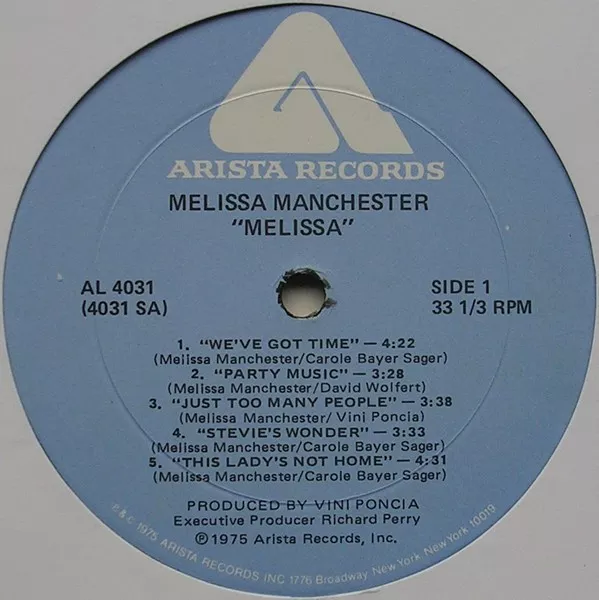 ARISTA RECORDS
MELISSA MANCHESTER
“MELISSA”
AL 4031
(4031 SA)
SIDE 1
33 1/3 RPM
1. “WE'VE GOT TIME” — 4:22
(Melissa Manchester/Carole Bayer Sager)
2. “PARTY MUSIC” — 3:28
(Melissa Manchester/David Wolfert)
3. “JUST TOO MANY PEOPLE” — 3:38
(Melissa Manchester/ Vini Poncia)
4. “STEVIE'S WONDER” — 3:33
(Melissa Manchester/Carole Bayer Sager)
5. “THIS LADY'S NOT HOME” — 4:31
(Melissa Manchester/Carole Bayer Sager)
PRODUCED BY VINI PONCIA
Executive Producer Richard Perry
℗1975 Arista Records, Inc.
℗ & © 1975 ARISTA RECORDS INC 1776 Broadway New York New York 10019